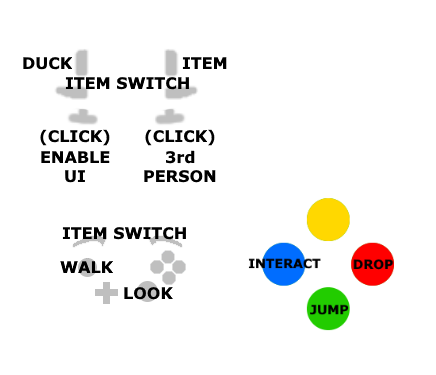 DUCK ITEM
ITEM SWITCH
(CLICK) (CLICK)
ENABLE 3rd
UI PERSON
ITEM SWITCH
WALK
LOOK
INTERACT DROP
JUMP